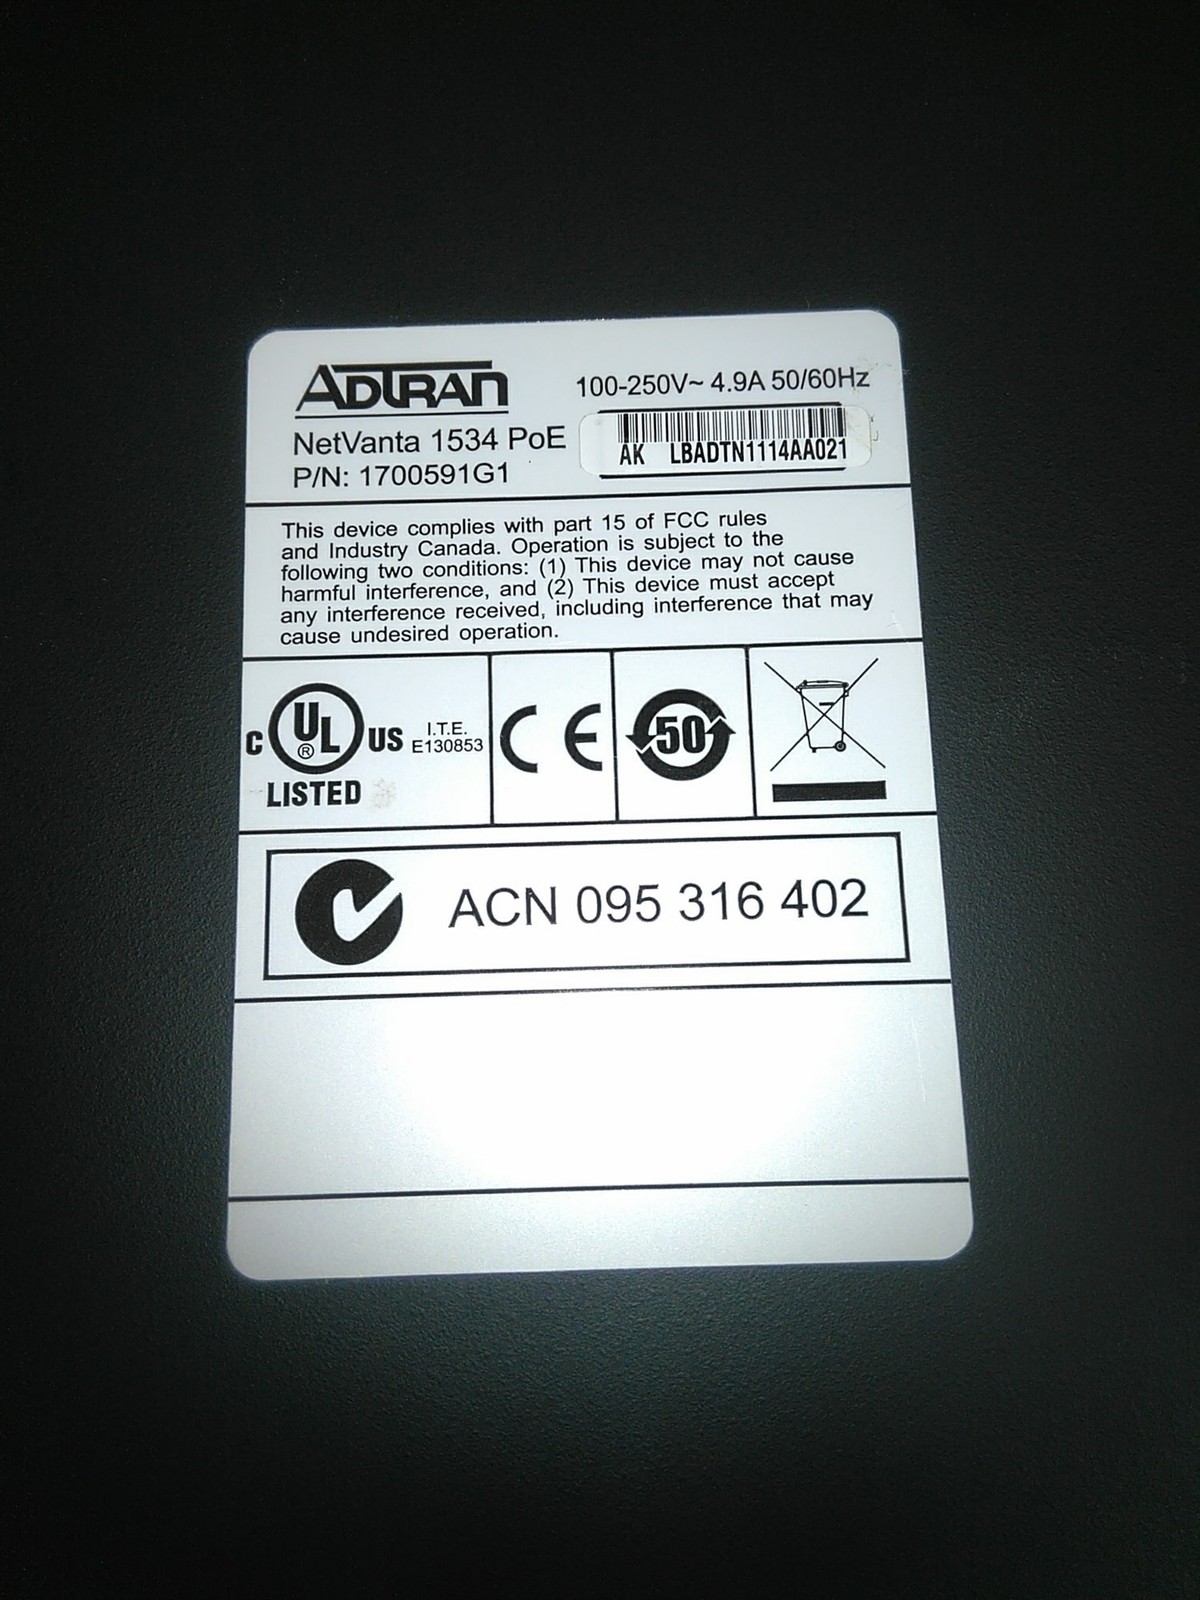 ADTRAN
100-250V~ 4.9A 50/60Hz
NetVanta 1534 PoE
P/N: 1700591G1
AK LBADTN1114AA021
This device complies with part 15 of FCC rules
and Industry Canada. Operation is subject to the
following two conditions: (1) This device may not cause
harmful interference, and (2) This device must accept
any interference received, including interference that may
cause undesired operation.
C UL ® US
LISTED
I.T.E.
E130853
CE
50
ACN 095 316 402